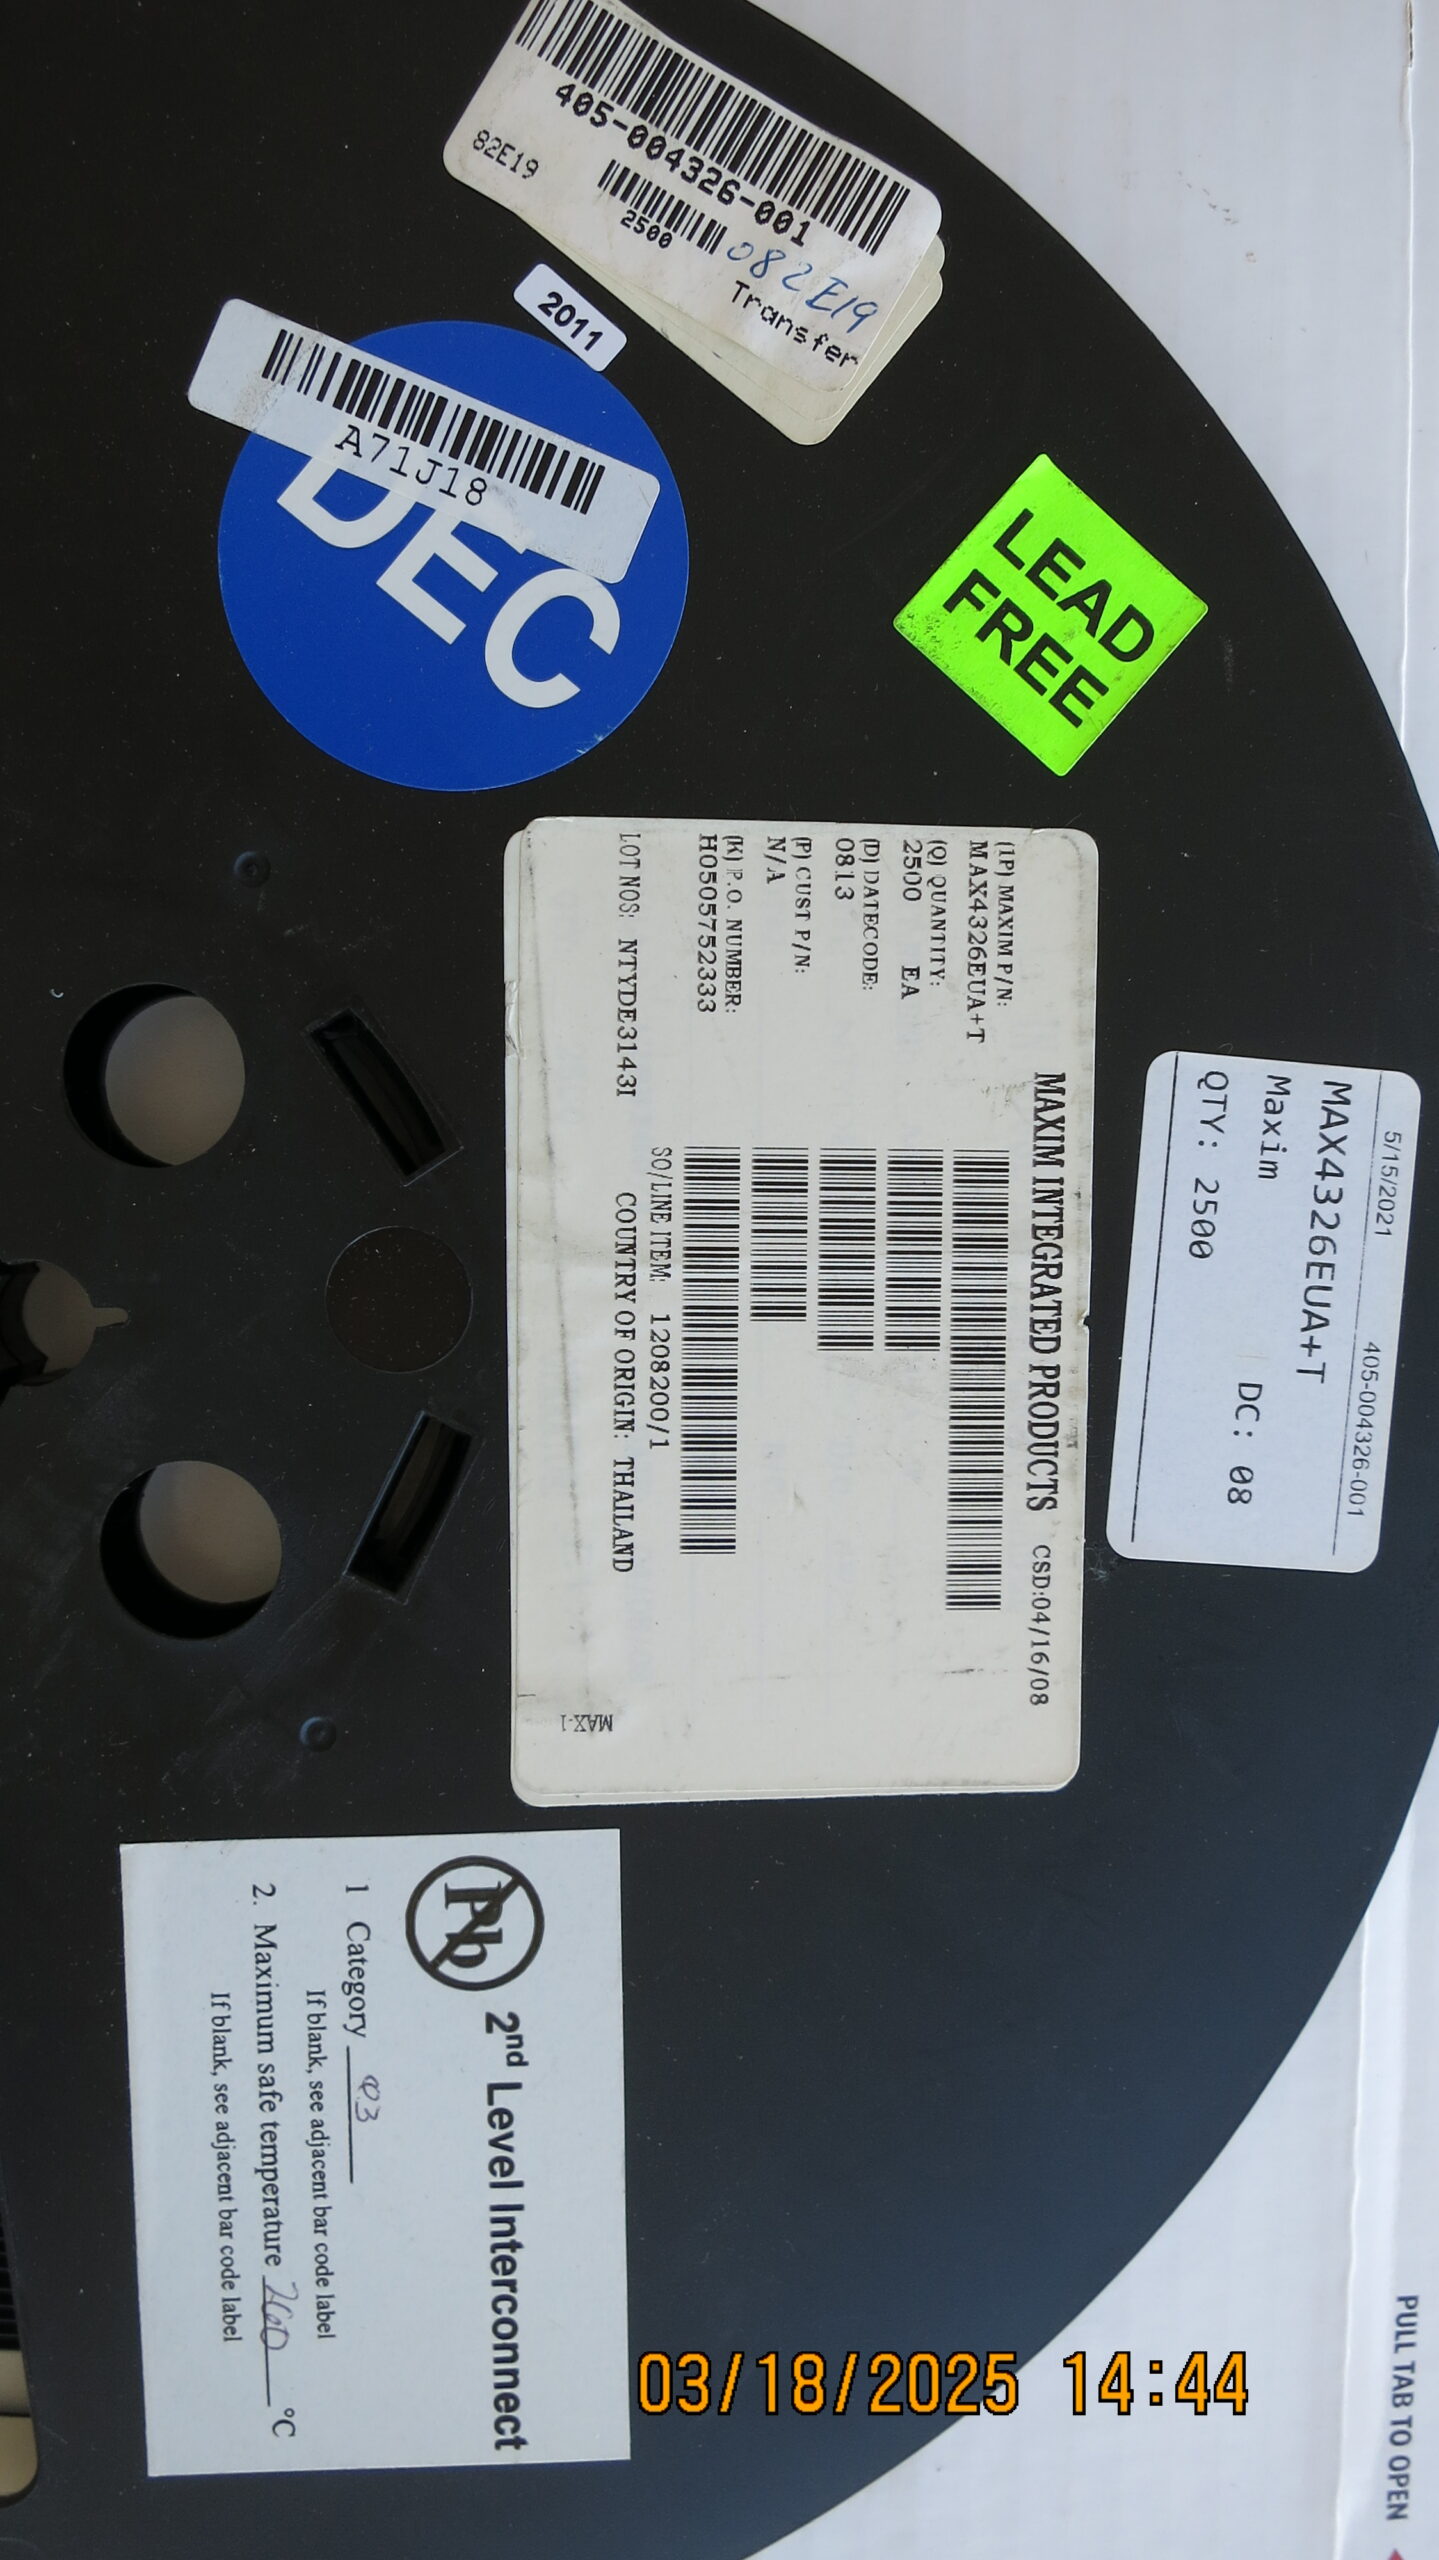 405-004326-001
82E19
2500
082E19
Transfer
2011
A71J18
DEC
LEAD
FREE
5/15/2021 405-004326-001
MAX4326EUA+T
Maxim DC: 08
QTY: 2500
MAXIM INTEGRATED PRODUCTS CSD:04/16/08
(1P) MAXIM P/N:
MAX4326EUA+T
(Q) QUANTITY:
2500 EA
(D) DATECODE:
0813
(P) CUST P/N:
N/A
(K) P.O. NUMBER:
H0505752333
SO/LINE ITEM: 1208200/1
LOT NOS: NTYDE3143I COUNTRY OF ORIGIN: THAILAND
MAX-1
Pb
2nd Level Interconnect
1 Category e3
If blank, see adjacent bar code label
2. Maximum safe temperature 260 °C
If blank, see adjacent bar code label
PULL TAB TO OPEN
03/18/2025 14:44